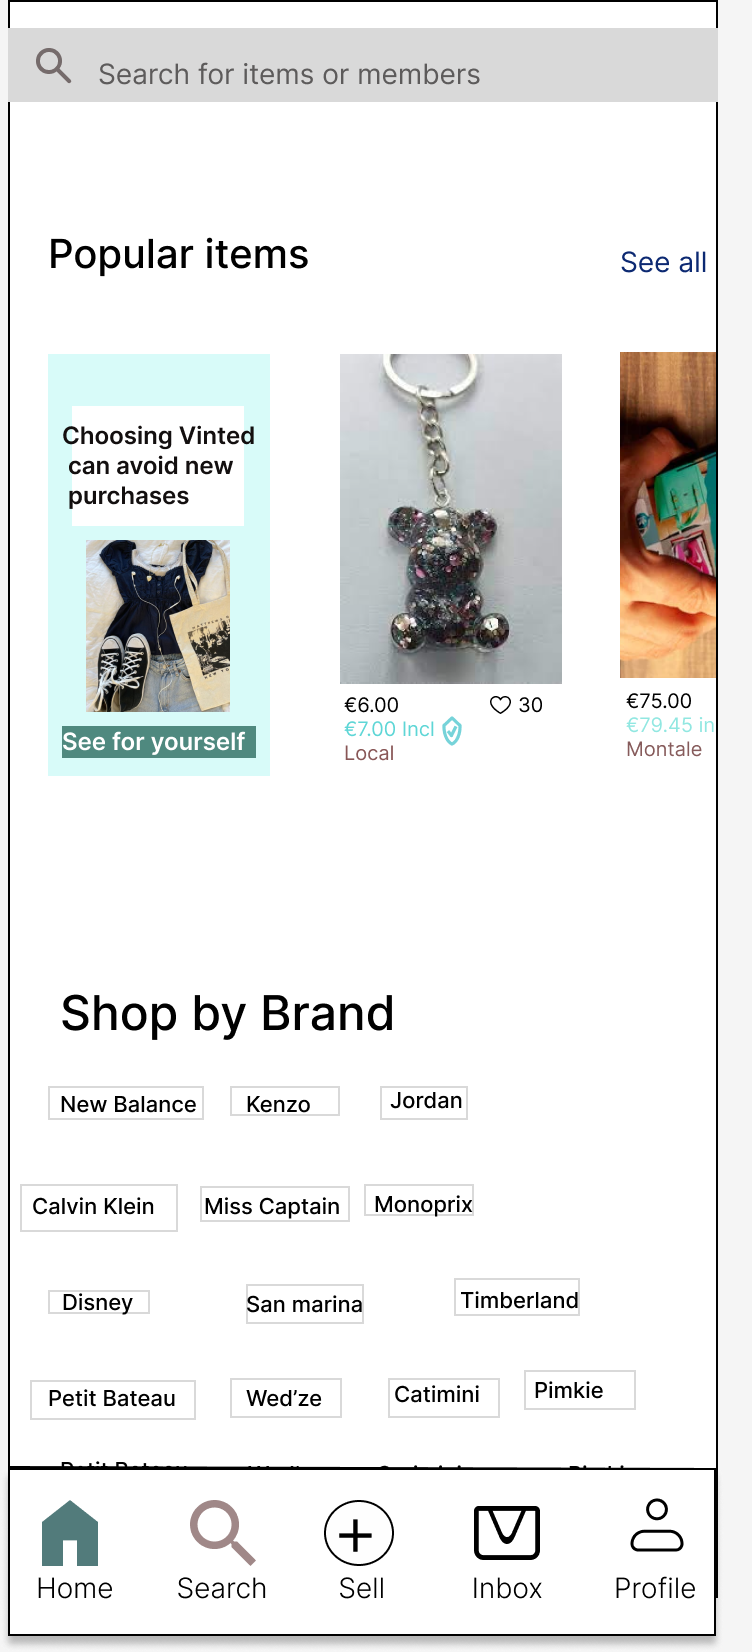 Search for items or members
Popular items
See all
Choosing Vinted
can avoid new
purchases
See for yourself
€6.00
30
€7.00 Incl
Local
€75.00
€79.45 in
Montale
Shop by Brand
New Balance
Kenzo
Jordan
Calvin Klein
Miss Captain
Monoprix
Disney
San marina
Timberland
Petit Bateau
Wed’ze
Catimini
Pimkie
Home
Search
Sell
Inbox
Profile